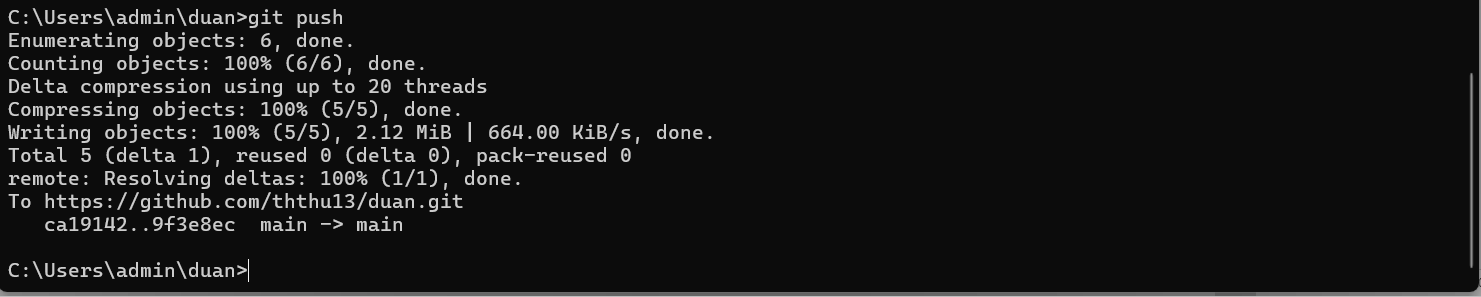 C:\Users\admin\duan>git push
Enumerating objects: 6, done.
Counting objects: 100% (6/6), done.
Delta compression using up to 20 threads
Compressing objects: 100% (5/5), done.
Writing objects: 100% (5/5), 2.12 MiB | 664.00 KiB/s, done.
Total 5 (delta 1), reused 0 (delta 0), pack-reused 0
remote: Resolving deltas: 100% (1/1), done.
To https://github.com/ththu13/duan.git
   ca19142..9f3e8ec  main -> main
C:\Users\admin\duan>